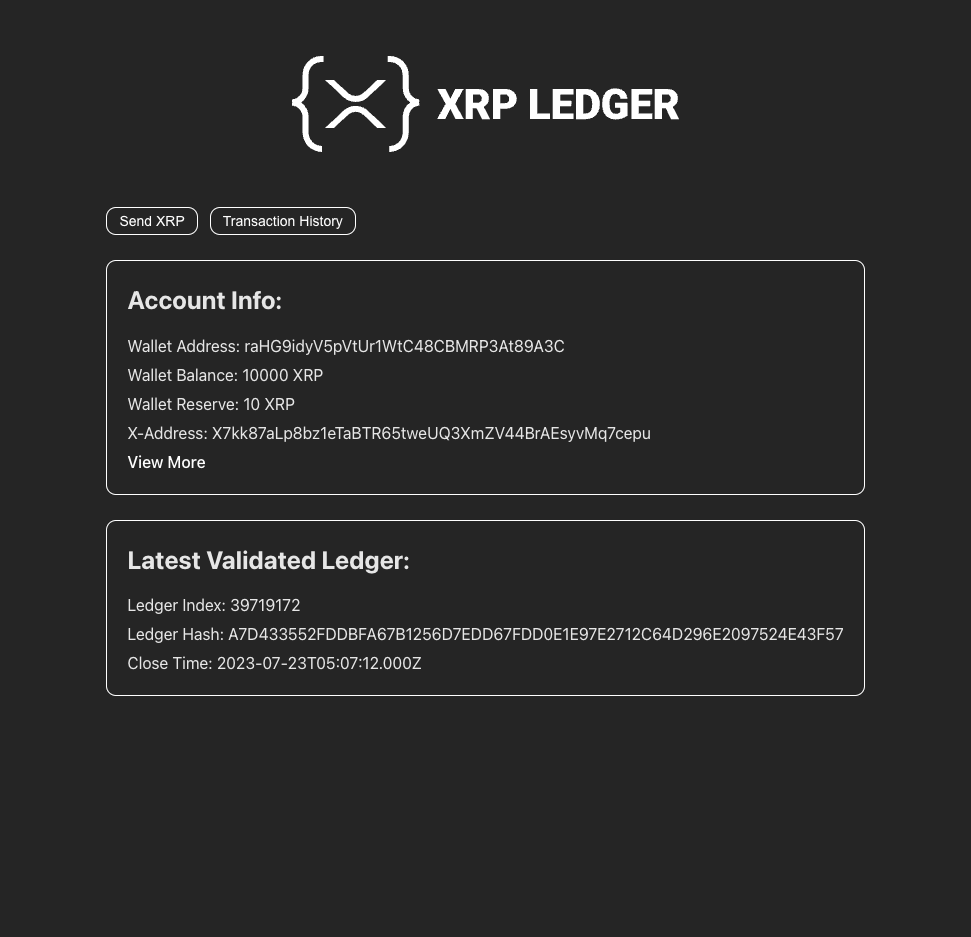 XRP LEDGER
Send XRP
Transaction History
Account Info:
Wallet Address: raHG9idyV5pVtUr1WtC48CBMRP3At89A3C
Wallet Balance: 10000 XRP
Wallet Reserve: 10 XRP
X-Address: X7kk87aLp8bz1eTaBTR65tweUQ3XmZV44BrAEsyvMq7cepu
View More
Latest Validated Ledger:
Ledger Index: 39719172
Ledger Hash: A7D433552FDDBFA67B1256D7EDD67FDD0E1E97E2712C64D296E2097524E43F57
Close Time: 2023-07-23T05:07:12.000Z